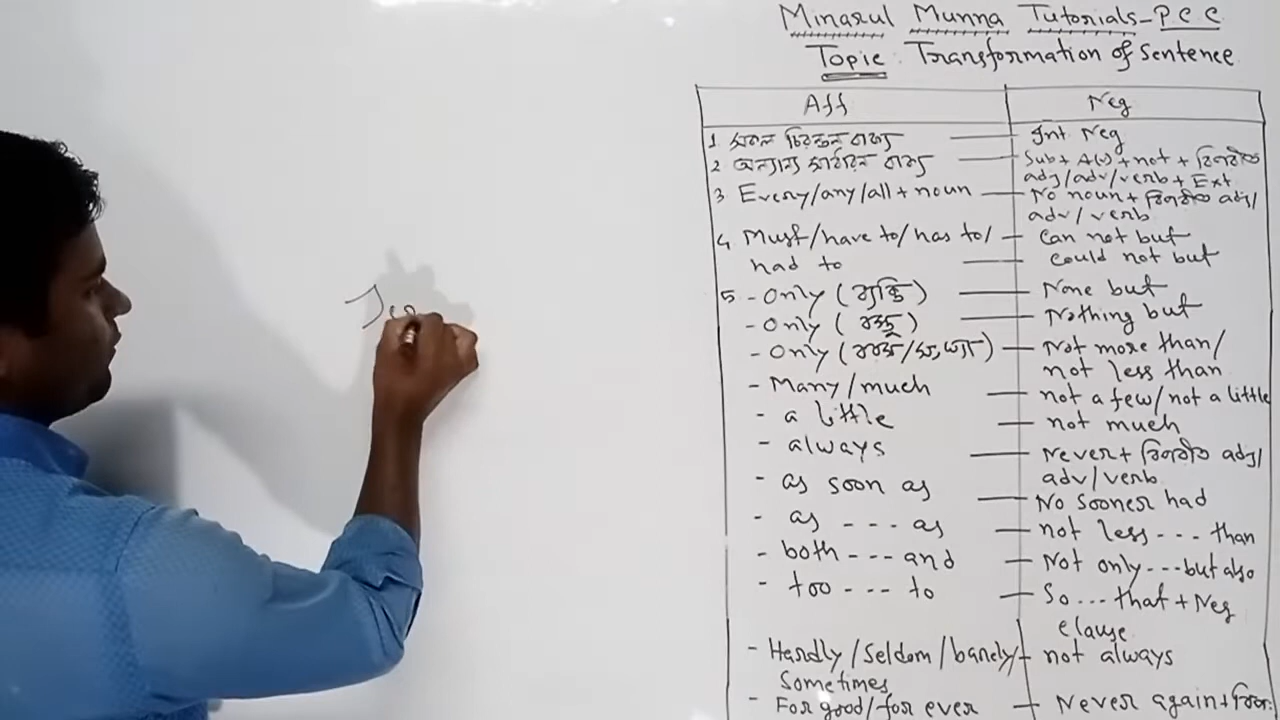 Minarul Munna Tutorials-PCC
Topic: Transformation of Sentence
Aff Neg
1 সকল চিরন্তন বাক্য — Int Neg
2 অন্যান্য সাধারন বাক্য — Sub + A(v) + not + বিপরীত
adj/adv/verb + Ext.
3 Every/any/all + noun — No noun + বিপরীত adj/
adv/verb
4 Must/have to/has to/ — Can not but
had to — could not but
5 - Only (ব্যক্তি) — None but
- Only (বস্তু) — Nothing but
- Only (বয়স/সংখ্যা) — Not more than/
not less than
- Many/much — not a few/not a little
- a little — not much
- always — Never + বিপরীত adj/
adv/verb
- as soon as — No sooner had
- as --- as — not less --- than
- both --- and — Not only---but also
- too --- to — So...that + Neg
clause
- Hardly/seldom/barely/ — not always
Sometimes
- For good/for ever — Never again +